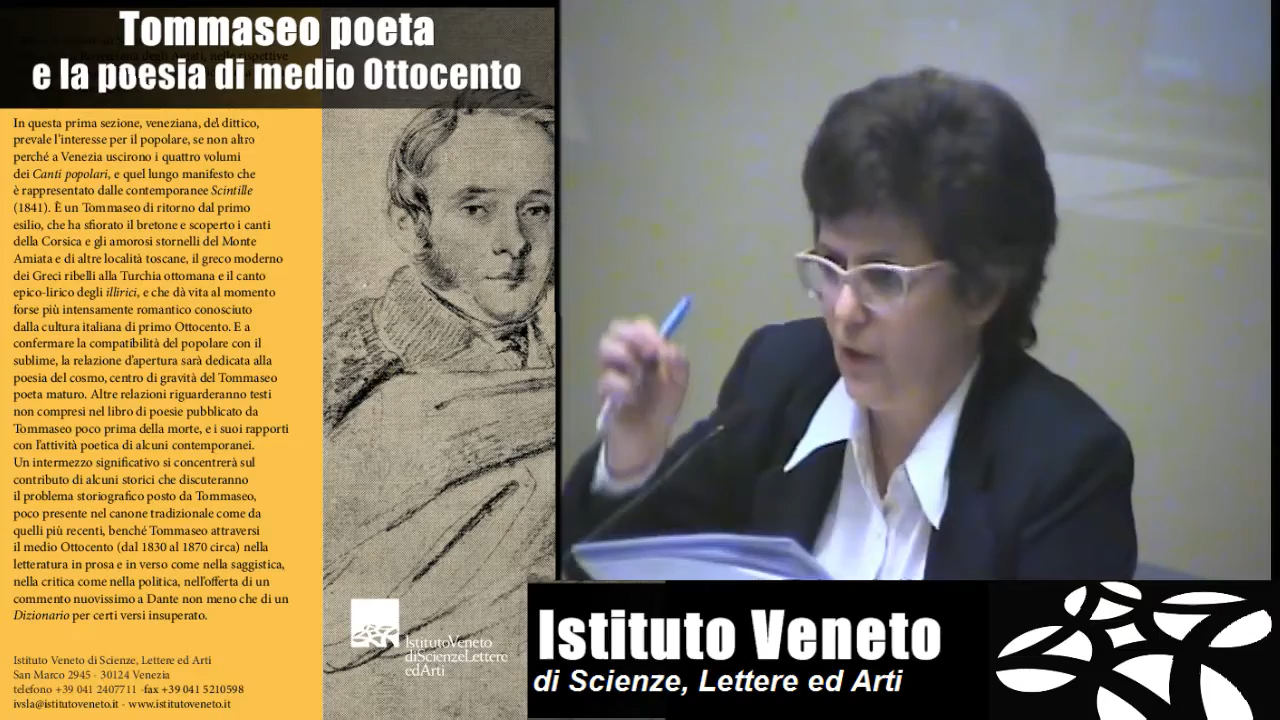 Tommaseo poeta
e la poesia di medio Ottocento
In questa prima sezione, veneziana, del dittico,
prevale l'interesse per il popolare, se non altro
perché a Venezia uscirono i quattro volumi
dei Canti popolari, e quel lungo manifesto che
è rappresentato dalle contemporanee Scintille
(1841). È un Tommaseo di ritorno dal primo
esilio, che ha sfiorato il bretone e scoperto i canti
della Corsica e gli amorosi stornelli del Monte
Amiata e di altre località toscane, il greco moderno
dei Greci ribelli alla Turchia ottomana e il canto
epico-lirico degli illirici, e che dà vita al momento
forse più intensamente romantico conosciuto
dalla cultura italiana di primo Ottocento. E a
confermare la compatibilità del popolare con il
sublime, la relazione d'apertura sarà dedicata alla
poesia del cosmo, centro di gravità del Tommaseo
poeta maturo. Altre relazioni riguarderanno testi
non compresi nel libro di poesie pubblicato da
Tommaseo poco prima della morte, e i suoi rapporti
con l'attività poetica di alcuni contemporanei.
Un intermezzo significativo si concentrerà sul
contributo di alcuni storici che discuteranno
il problema storiografico posto da Tommaseo,
poco presente nel canone tradizionale come da
quelli più recenti, benché Tommaseo attraversi
il medio Ottocento (dal 1830 al 1870 circa) nella
letteratura in prosa e in verso come nella saggistica,
nella critica come nella politica, nell'offerta di un
commento nuovissimo a Dante non meno che di un
Dizionario per certi versi insuperato.
Istituto Veneto di Scienze, Lettere ed Arti
San Marco 2945 - 30124 Venezia
telefono +39 041 2407711 -fax +39 041 5210598
ivsla@istitutoveneto.it - www.istitutoveneto.it
IstitutoVeneto
diScienzeLettere
edArti
Istituto Veneto
di Scienze, Lettere ed Arti